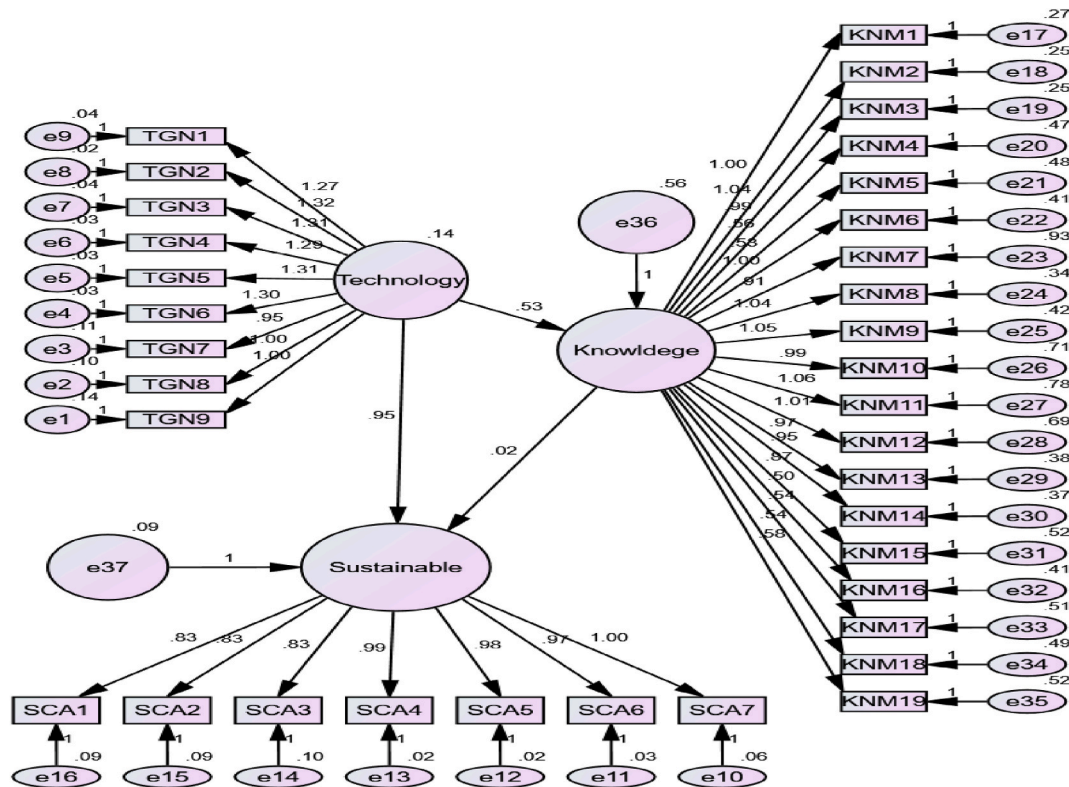 .04
e9 1 TGN1
.02
e8 1 TGN2
.04
e7 1 TGN3
.03
e6 1 TGN4
.03
e5 1 TGN5
.03
e4 1 TGN6
.11
e3 1 TGN7
.10
e2 1 TGN8
.14
e1 1 TGN9
1.27
1.32
1.31
1.29
1.31
1.30
.95
1.00
1.00
.14
Technology
.53
.95
.56
e36
1
Knowldege
.02
1.00
1.04
.99
.56
.58
1.00
.91
1.04
1.05
.99
1.06
1.01
.97
.95
.87
.50
.54
.54
.58
.27
KNM1 1 e17
.25
KNM2 1 e18
.25
KNM3 1 e19
.47
KNM4 1 e20
.48
KNM5 1 e21
.41
KNM6 1 e22
.93
KNM7 1 e23
.34
KNM8 1 e24
.42
KNM9 1 e25
.71
KNM10 1 e26
.78
KNM11 1 e27
.69
KNM12 1 e28
.38
KNM13 1 e29
.37
KNM14 1 e30
.52
KNM15 1 e31
.41
KNM16 1 e32
.51
KNM17 1 e33
.49
KNM18 1 e34
.52
KNM19 1 e35
.09
e37 1 Sustainable
.83 .83 .83 .99 .98 .97 1.00
SCA1 SCA2 SCA3 SCA4 SCA5 SCA6 SCA7
1 1 1 1 1 1 1
.09 .09 .10 .02 .02 .03 .06
e16 e15 e14 e13 e12 e11 e10